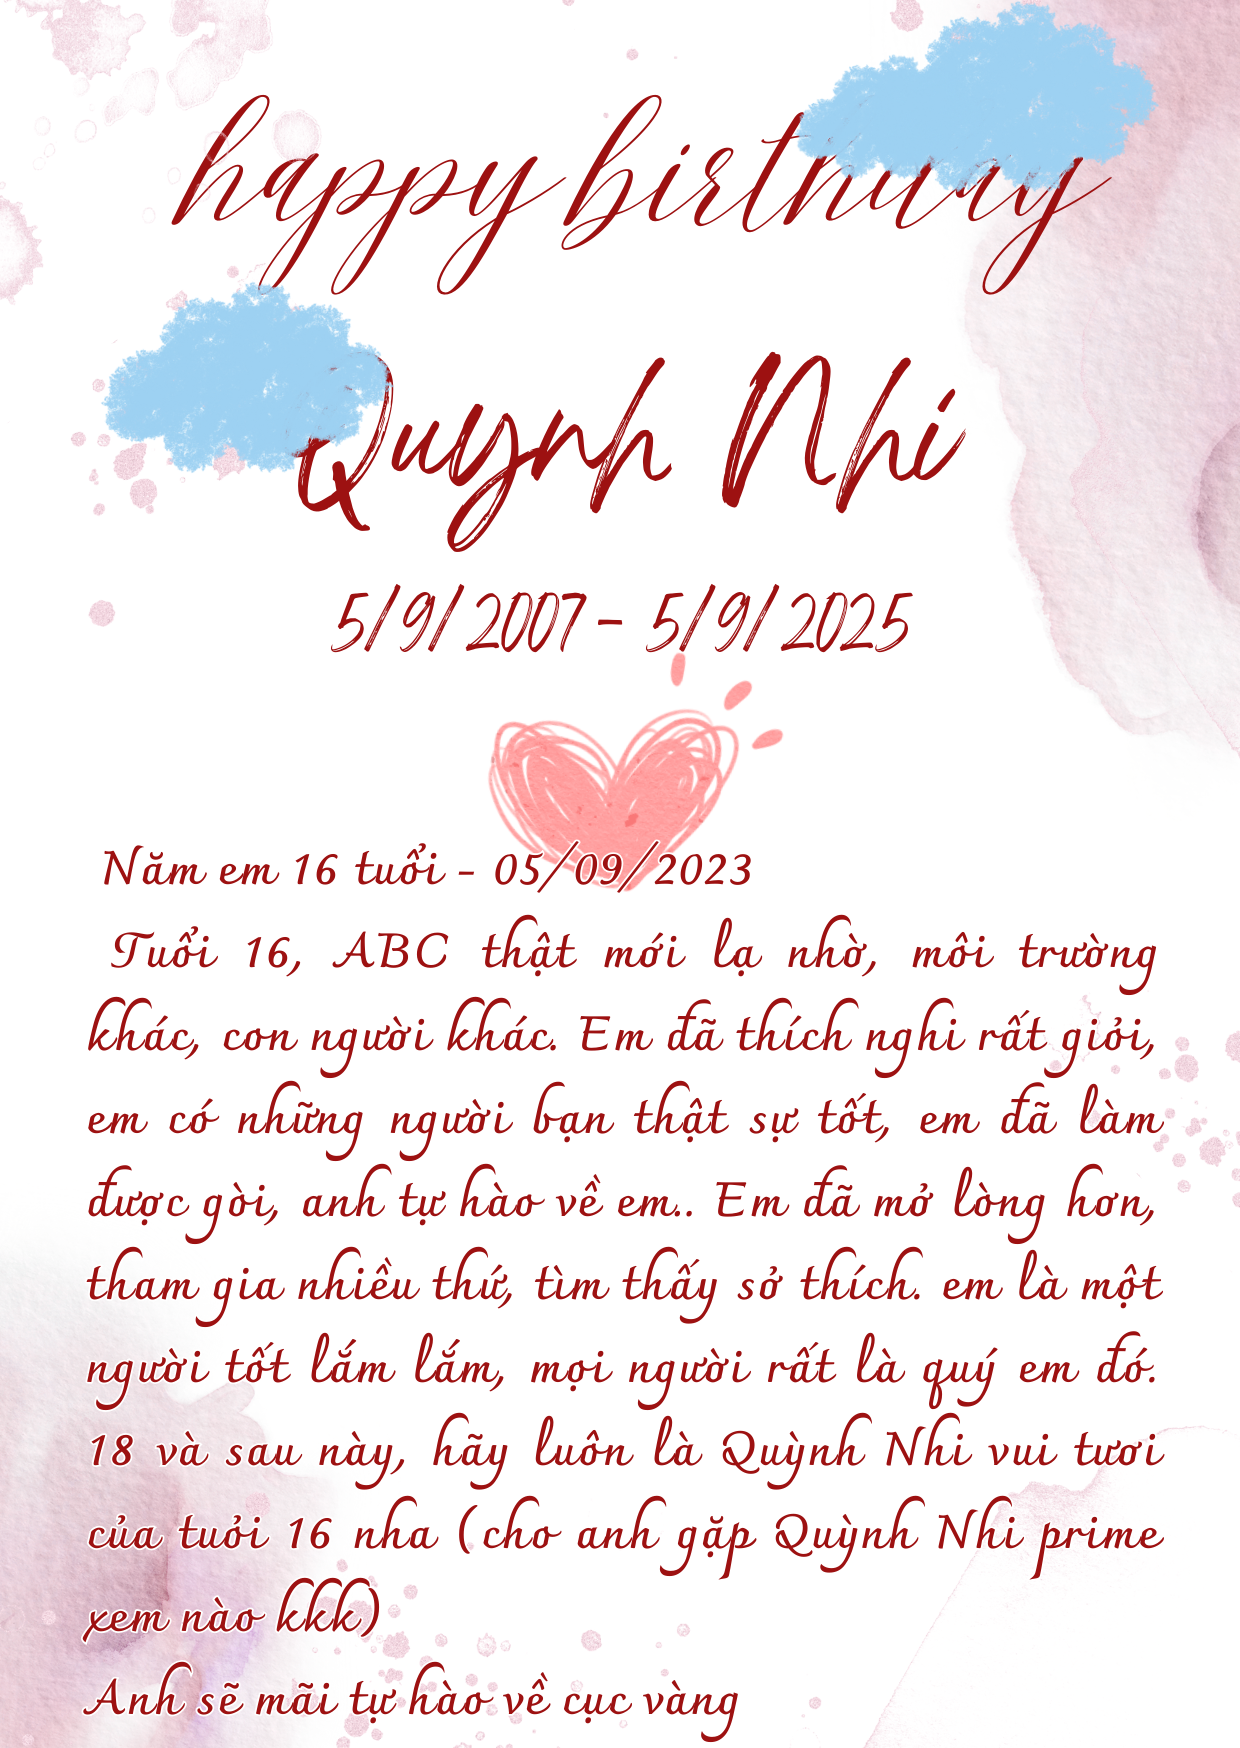 happy birthday
Quynh Nhi
5/9/2007 - 5/9/2025
Năm em 16 tuổi - 05/09/2023
Tuổi 16, ABC thật mới lạ nhờ, môi trường
khác, con người khác. Em đã thích nghi rất giỏi,
em có những người bạn thật sự tốt, em đã làm
được gòi, anh tự hào về em.. Em đã mở lòng hơn,
tham gia nhiều thứ, tìm thấy sở thích. em là một
người tốt lắm lắm, mọi người rất là quý em đó.
18 và sau này, hãy luôn là Quỳnh Nhi vui tươi
của tuỏi 16 nha (cho anh gặp Quỳnh Nhi prime
xem nào kkk)
Anh sẽ mãi tự hào về cục vàng